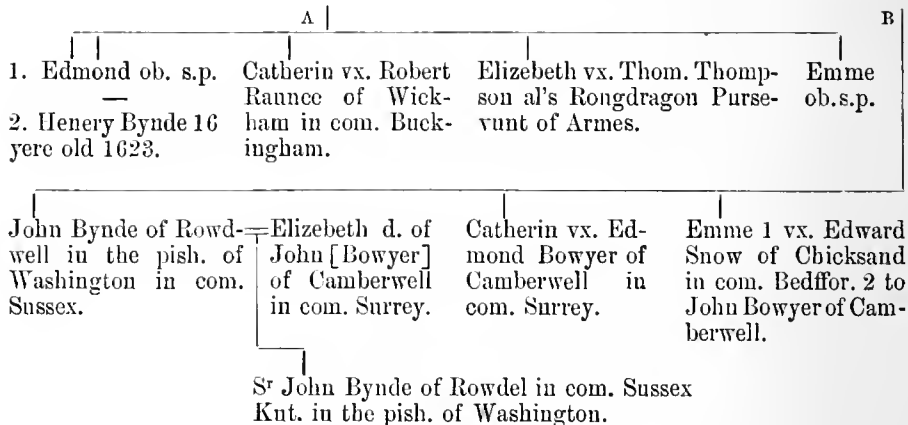 A B
1. Edmond ob. s.p.
—
2. Henery Bynde 16
yere old 1623.
Catherin vx. Robert
Raunce of Wick-
ham in com. Buck-
ingham.
Elizebeth vx. Thom. Thomp-
son al's Rongdragon Purse-
vunt of Armes.
Emme
ob.s.p.
John Bynde of Rowd-
well in the pish. of
Washington in com.
Sussex.
Elizebeth d. of
John [Bowyer]
of Camberwell
in com. Surrey.
Catherin vx. Ed-
mond Bowyer of
Camberwell in
com. Surrey.
Emme 1 vx. Edward
Snow of Chicksand
in com. Bedffor. 2 to
John Bowyer of Cam-
berwell.
Sʳ John Bynde of Rowdel in com. Sussex
Knt. in the pish. of Washington.